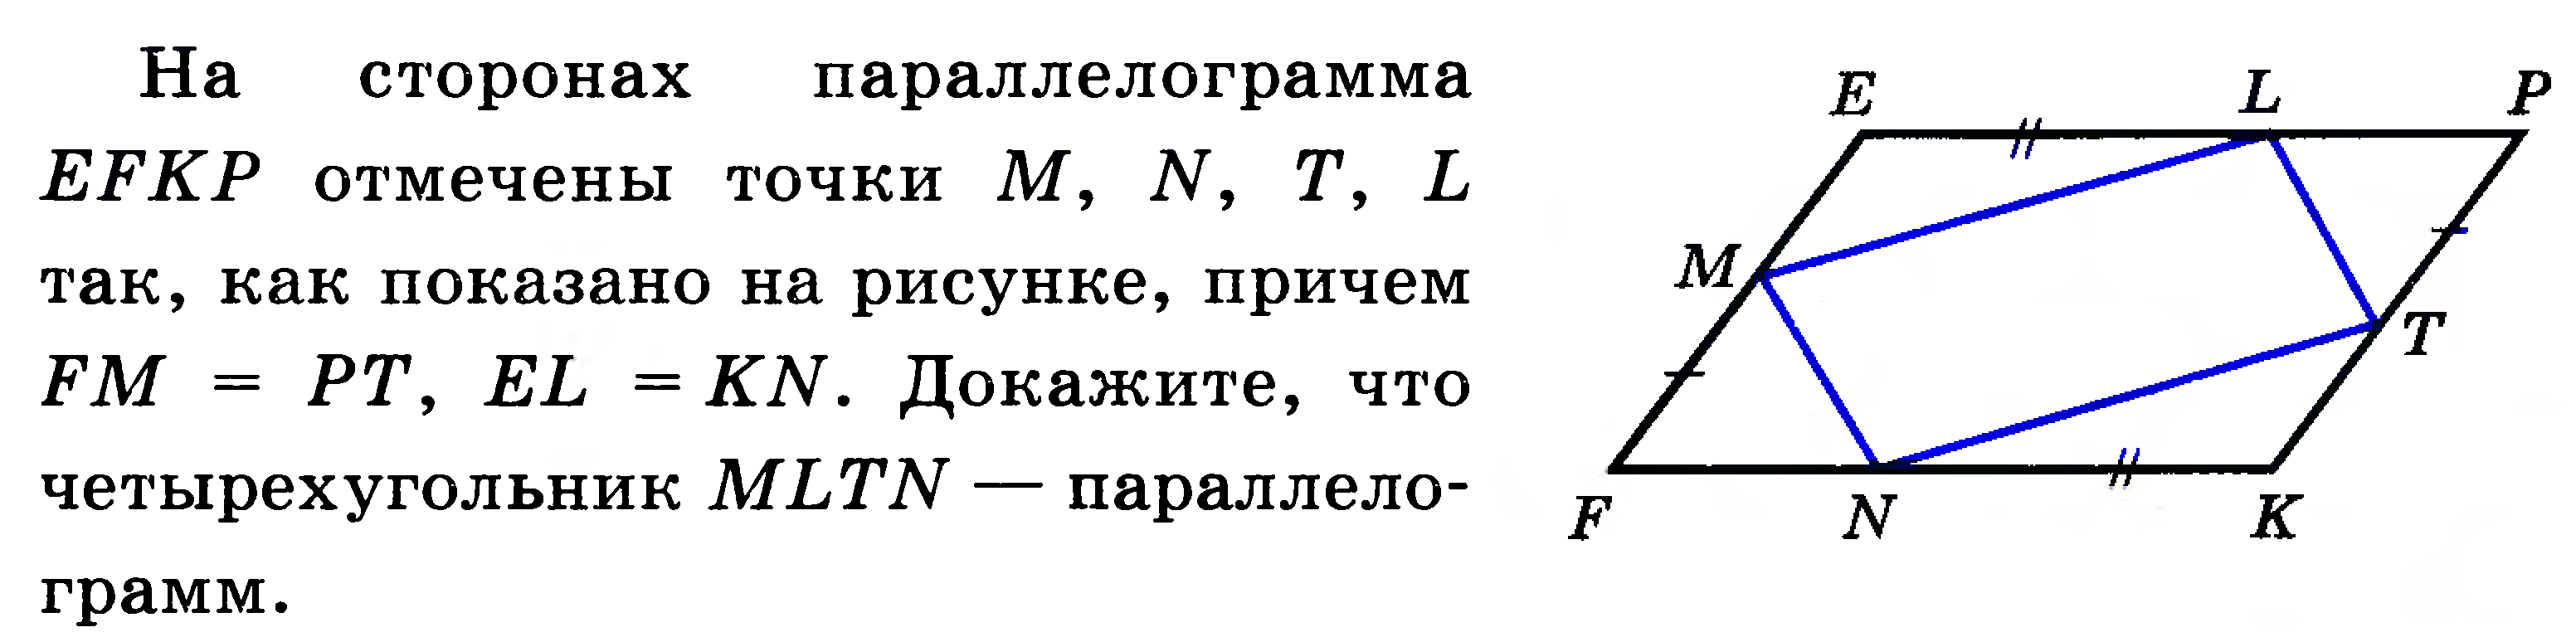 На сторонах параллелограмма
EFKP отмечены точки M, N, T, L
так, как показано на рисунке, причем
FM = PT, EL = KN. Докажите, что
четырехугольник MLTN — параллело-
грамм.
E L P
M T
F N K